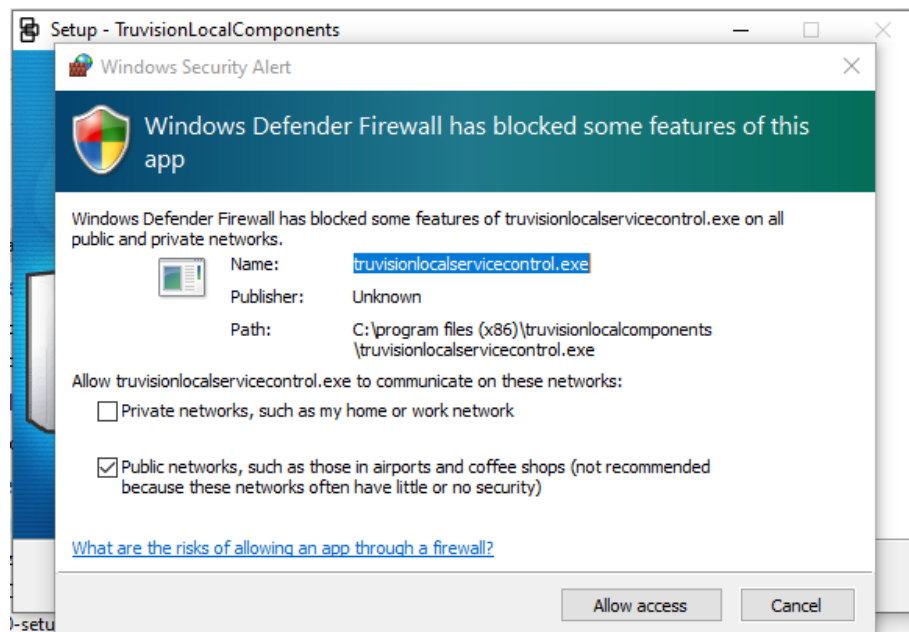 Setup - TruvisionLocalComponents
Windows Security Alert
Windows Defender Firewall has blocked some features of this
app
Windows Defender Firewall has blocked some features of truvisionlocalservicecontrol.exe on all
public and private networks.
Name: truvisionlocalservicecontrol.exe
Publisher: Unknown
Path: C:\program files (x86)\truvisionlocalcomponents
\truvisionlocalservicecontrol.exe
Allow truvisionlocalservicecontrol.exe to communicate on these networks:
Private networks, such as my home or work network
Public networks, such as those in airports and coffee shops (not recommended
because these networks often have little or no security)
What are the risks of allowing an app through a firewall?
Allow access Cancel
-setu